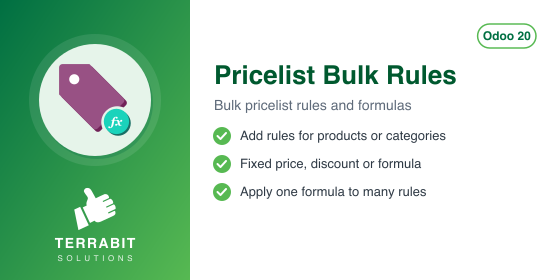 Odoo 20
Pricelist Bulk Rules
Bulk pricelist rules and formulas
Add rules for products or categories
Fixed price, discount or formula
Apply one formula to many rules
fx
TERRABIT
SOLUTIONS